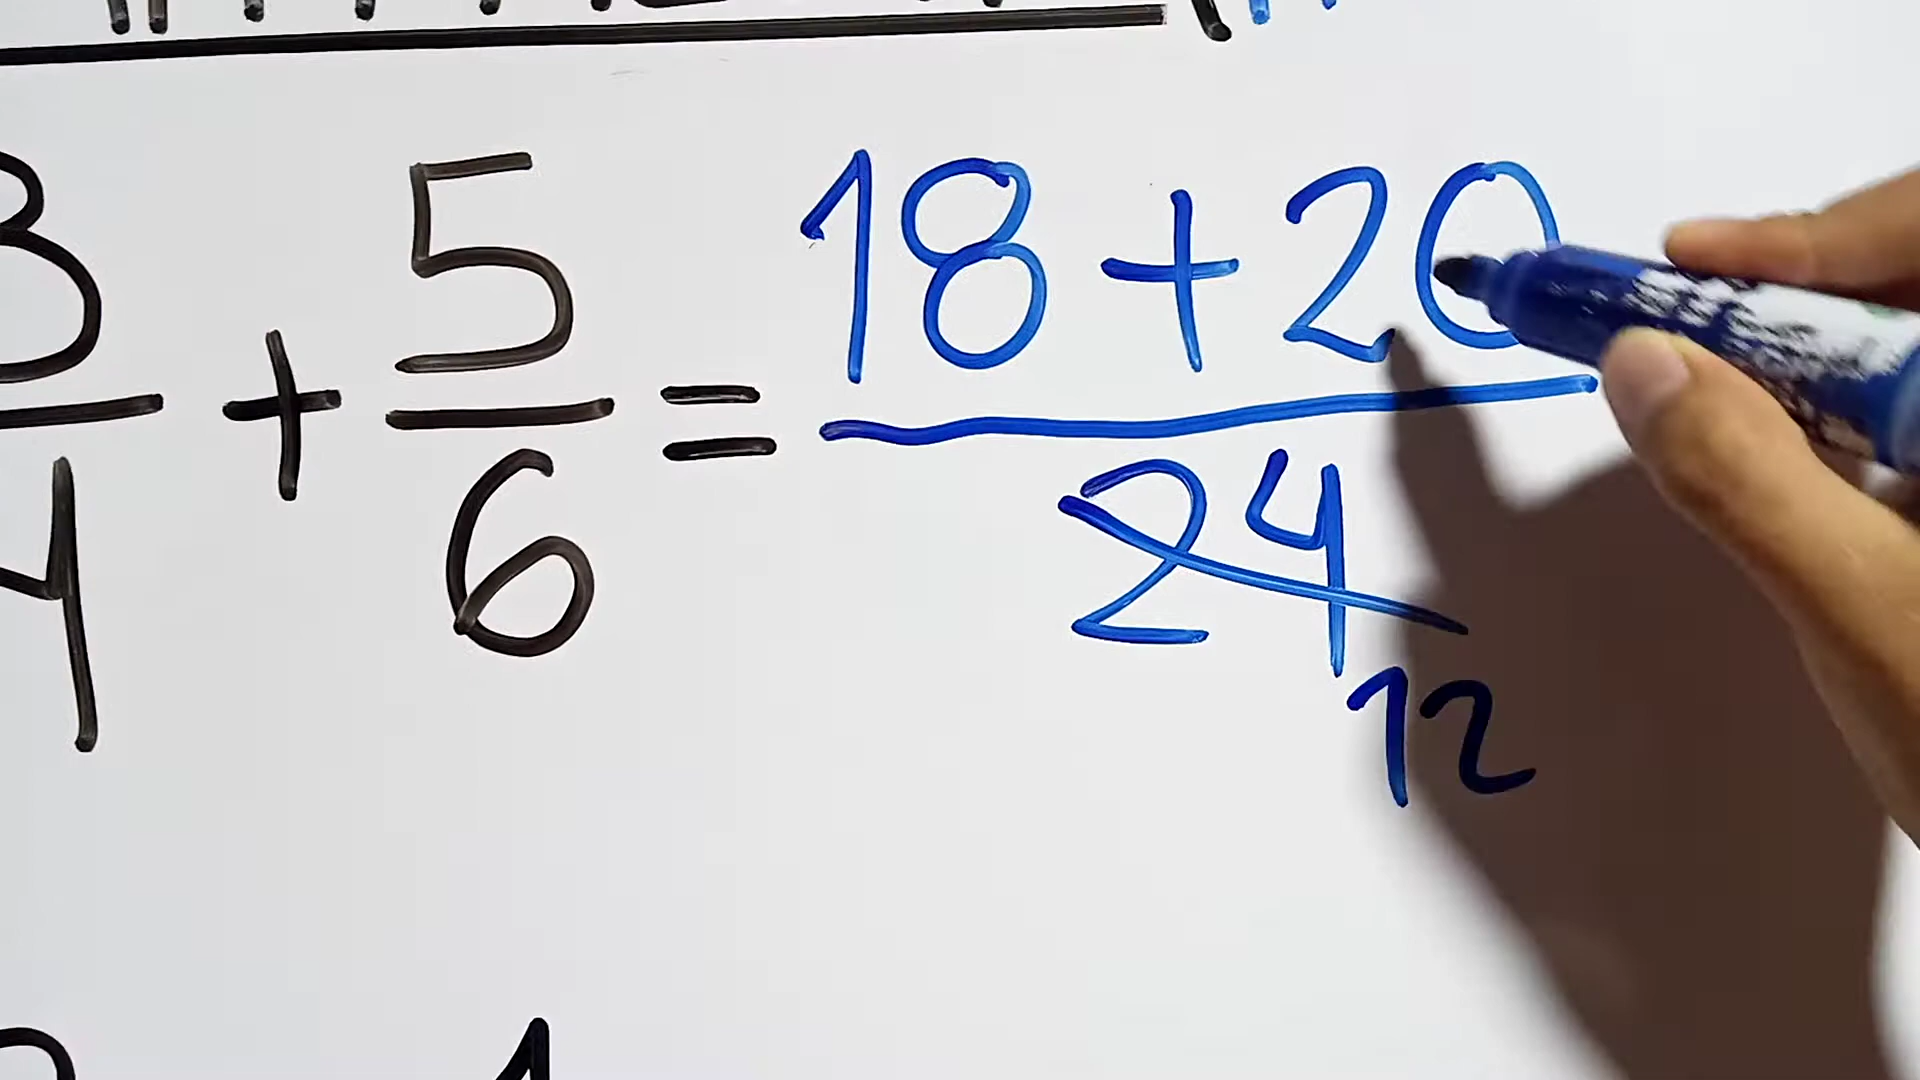 3/4 + 5/6 = 18+20/24
12